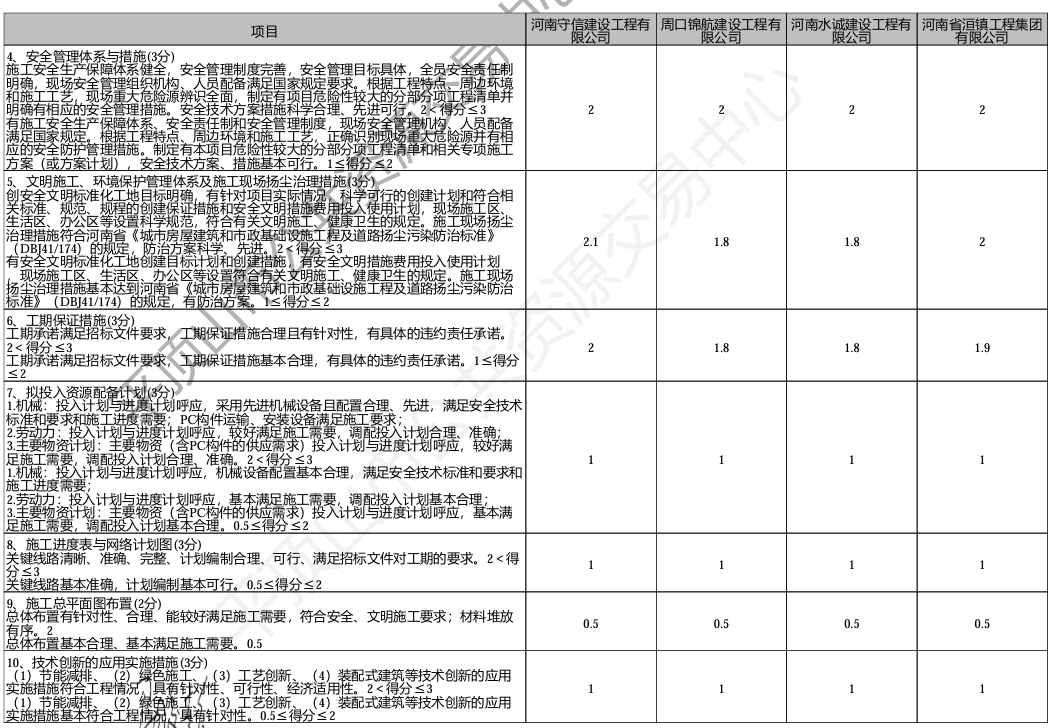 项目
河南守信建设工程有限公司
周口锦航建设工程有限公司
河南水诚建设工程有限公司
河南省洹镇工程集团有限公司
4、安全管理体系与措施(3分)
施工安全生产保障体系健全，安全管理制度完善，安全管理目标具体，全员安全责任制
明确，现场安全管理组织机构、人员配备满足国家规定要求。根据工程特点、周边环境
和施工工艺，现场重大危险源辨识全面，制定有项目危险性较大的分部分项工程清单并
明确有相应的安全管理措施。安全技术方案措施科学合理、先进可行。2＜得分≤3
有施工安全生产保障体系、安全责任制和安全管理制度，现场安全管理机构、人员配备
满足国家规定。根据工程特点、周边环境和施工工艺，正确识别现场重大危险源并有相
应的安全防护管理措施。制定有本项目危险性较大的分部分项工程清单和相关专项施工
方案（或方案计划），安全技术方案、措施基本可行。1≤得分≤2
2
2
2
2
5、文明施工、环境保护管理体系及施工现场扬尘治理措施(3分)
创安全文明标准化工地目标明确，有针对项目实际情况，科学可行的创建计划和符合相
关标准、规范、规程的创建保证措施和安全文明措施费用投入使用计划，现场施工区、
生活区、办公区等设置科学规范，符合有关文明施工、健康卫生的规定。施工现场扬尘
治理措施符合河南省《城市房屋建筑和市政基础设施工程及道路扬尘污染防治标准》
（DBJ41/174）的规定，防治方案科学、先进。2＜得分≤3
有安全文明标准化工地创建目标计划和创建措施，有安全文明措施费用投入使用计划
，现场施工区、生活区、办公区等设置符合有关文明施工、健康卫生的规定。施工现场
扬尘治理措施基本达到河南省《城市房屋建筑和市政基础设施工程及道路扬尘污染防治
标准》（DBJ41/174）的规定，有防治方案。1≤得分≤2
2.1
1.8
1.8
2
6、工期保证措施(3分)
工期承诺满足招标文件要求，工期保证措施合理且有针对性，有具体的违约责任承诺。
2＜得分≤3
工期承诺满足招标文件要求，工期保证措施基本合理，有具体的违约责任承诺。1≤得分
≤2
2
1.8
1.8
1.9
7、拟投入资源配备计划(3分)
1.机械：投入计划与进度计划呼应，采用先进机械设备且配置合理、先进，满足安全技术
标准和要求和施工进度需要；PC构件运输、安装设备满足施工要求；
2.劳动力：投入计划与进度计划呼应，较好满足施工需要，调配投入计划合理、准确；
3.主要物资计划：主要物资（含PC构件的供应需求）投入计划与进度计划呼应，较好满
足施工需要，调配投入计划合理、准确。2＜得分≤3
1.机械：投入计划与进度计划呼应，机械设备配置基本合理，满足安全技术标准和要求和
施工进度需要；
2.劳动力：投入计划与进度计划呼应，基本满足施工需要，调配投入计划基本合理；
3.主要物资计划：主要物资（含PC构件的供应需求）投入计划与进度计划呼应，基本满
足施工需要，调配投入计划基本合理。0.5≤得分≤2
1
1
1
1
8、施工进度表与网络计划图(3分)
关键线路清晰、准确、完整、计划编制合理、可行、满足招标文件对工期的要求。2＜得
分≤3
关键线路基本准确，计划编制基本可行。0.5≤得分≤2
1
1
1
1
9、施工总平面图布置(2分)
总体布置有针对性、合理、能较好满足施工需要，符合安全、文明施工要求；材料堆放
有序。2
总体布置基本合理、基本满足施工需要。0.5
0.5
0.5
0.5
0.5
10、技术创新的应用实施措施(3分)
（1）节能减排、（2）绿色施工、（3）工艺创新、（4）装配式建筑等技术创新的应用
实施措施符合工程情况，具有针对性、可行性、经济适用性。2＜得分≤3
（1）节能减排、（2）绿色施工、（3）工艺创新、（4）装配式建筑等技术创新的应用
实施措施基本符合工程情况，具有针对性。0.5≤得分≤2
1
1
1
1
平顶山市公共资源交易中心
平顶山市公共资源交易中心